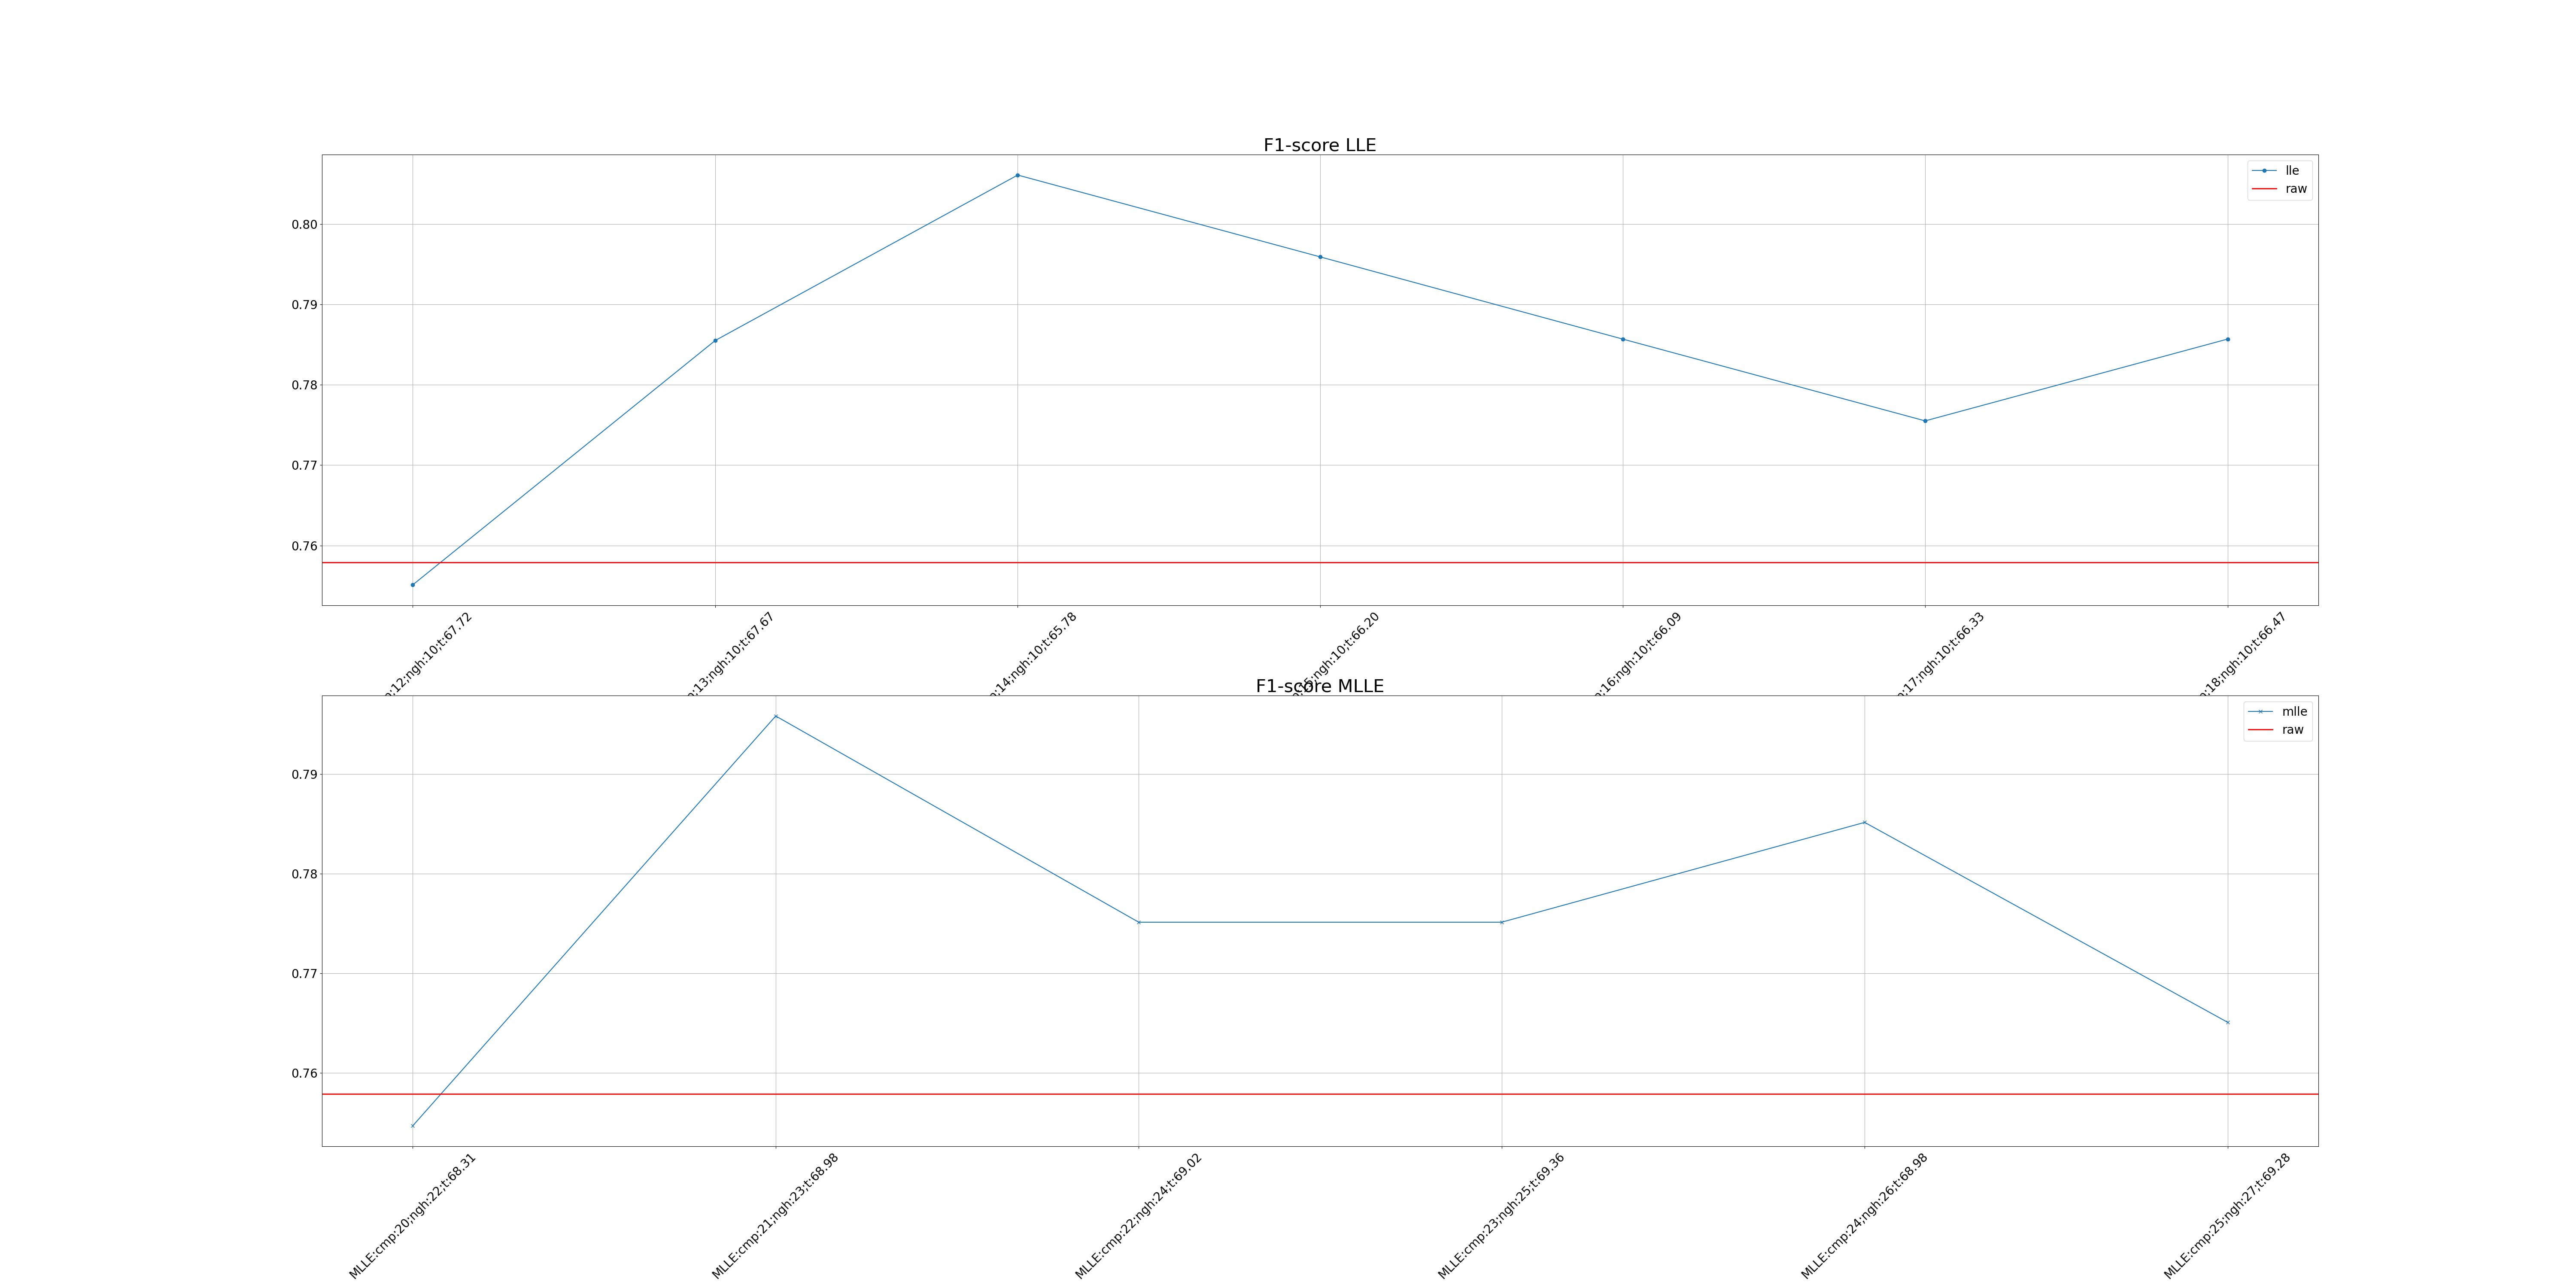 F1-score LLE
lle
raw
0.80
0.79
0.78
0.77
0.76
:12;ngh:10;t:67.72
:13;ngh:10;t:67.67
:14;ngh:10;t:65.78
;ngh:10;t:66.20
:16;ngh:10;t:66.09
:17;ngh:10;t:66.33
:18;ngh:10;t:66.47
F1-score MLLE
mlle
raw
0.79
0.78
0.77
0.76
MLLE:cmp:20;ngh:22;t:68.31
MLLE:cmp:21;ngh:23;t:68.98
MLLE:cmp:22;ngh:24;t:69.02
MLLE:cmp:23;ngh:25;t:69.36
MLLE:cmp:24;ngh:26;t:68.98
MLLE:cmp:25;ngh:27;t:69.28